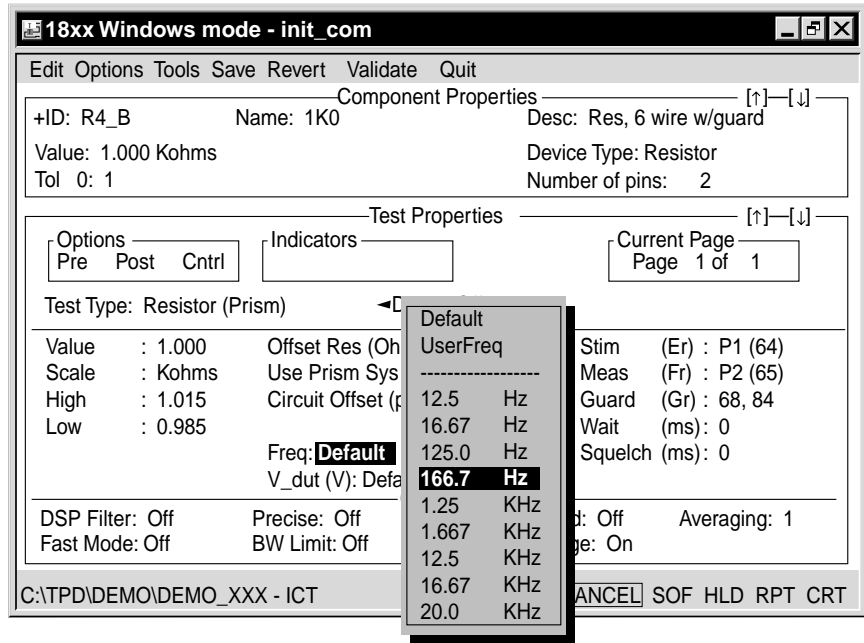 18xx Windows mode - init_com
Edit Options Tools Save Revert Validate Quit
Component Properties [↑]—[↓]
+ID: R4_B Name: 1K0 Desc: Res, 6 wire w/guard
Value: 1.000 Kohms Device Type: Resistor
Tol 0: 1 Number of pins: 2
Test Properties [↑]—[↓]
Options Indicators Current Page
Pre Post Cntrl Page 1 of 1
Test Type: Resistor (Prism)
Default
UserFreq
------------------
12.5 Hz
16.67 Hz
125.0 Hz
166.7 Hz
1.25 KHz
1.667 KHz
12.5 KHz
16.67 KHz
20.0 KHz
Value : 1.000 Offset Res (Oh Stim (Er) : P1 (64)
Scale : Kohms Use Prism Sys Meas (Fr) : P2 (65)
High : 1.015 Circuit Offset (p Guard (Gr) : 68, 84
Low : 0.985 Wait (ms): 0
Freq: Default Squelch (ms): 0
V_dut (V): Defa
DSP Filter: Off Precise: Off d: Off Averaging: 1
Fast Mode: Off BW Limit: Off ge: On
C:\TPD\DEMO\DEMO_XXX - ICT ANCEL SOF HLD RPT CRT